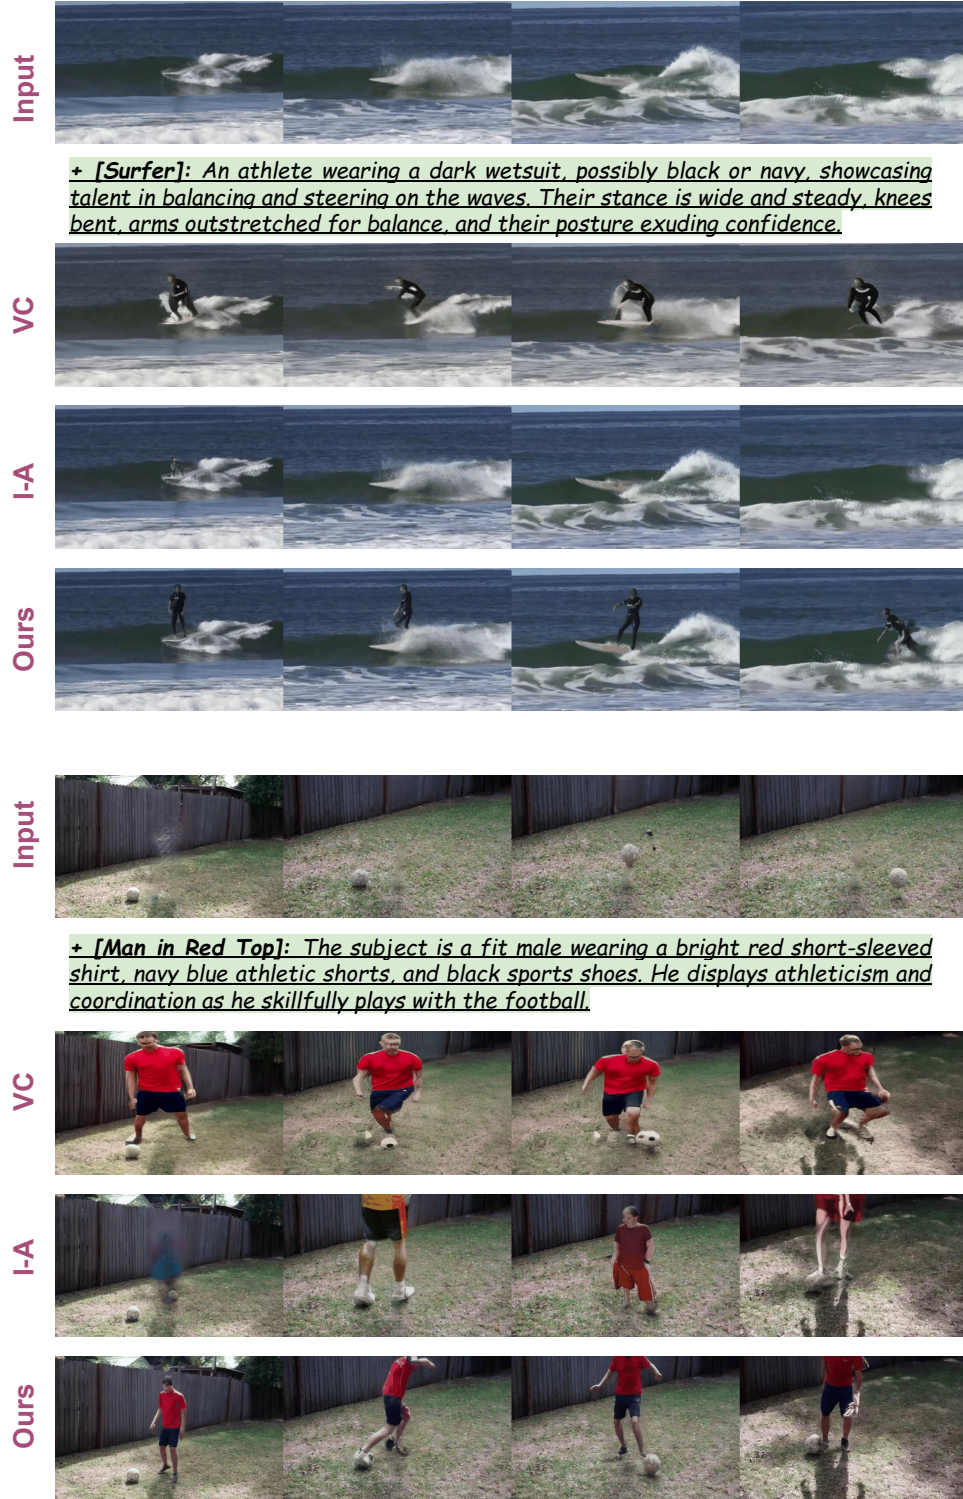 Input
+ [Surfer]: An athlete wearing a dark wetsuit, possibly black or navy, showcasing
talent in balancing and steering on the waves. Their stance is wide and steady, knees
bent, arms outstretched for balance, and their posture exuding confidence.
VC
I-A
Ours
Input
+ [Man in Red Top]: The subject is a fit male wearing a bright red short-sleeved
shirt, navy blue athletic shorts, and black sports shoes. He displays athleticism and
coordination as he skillfully plays with the football.
VC
I-A
Ours